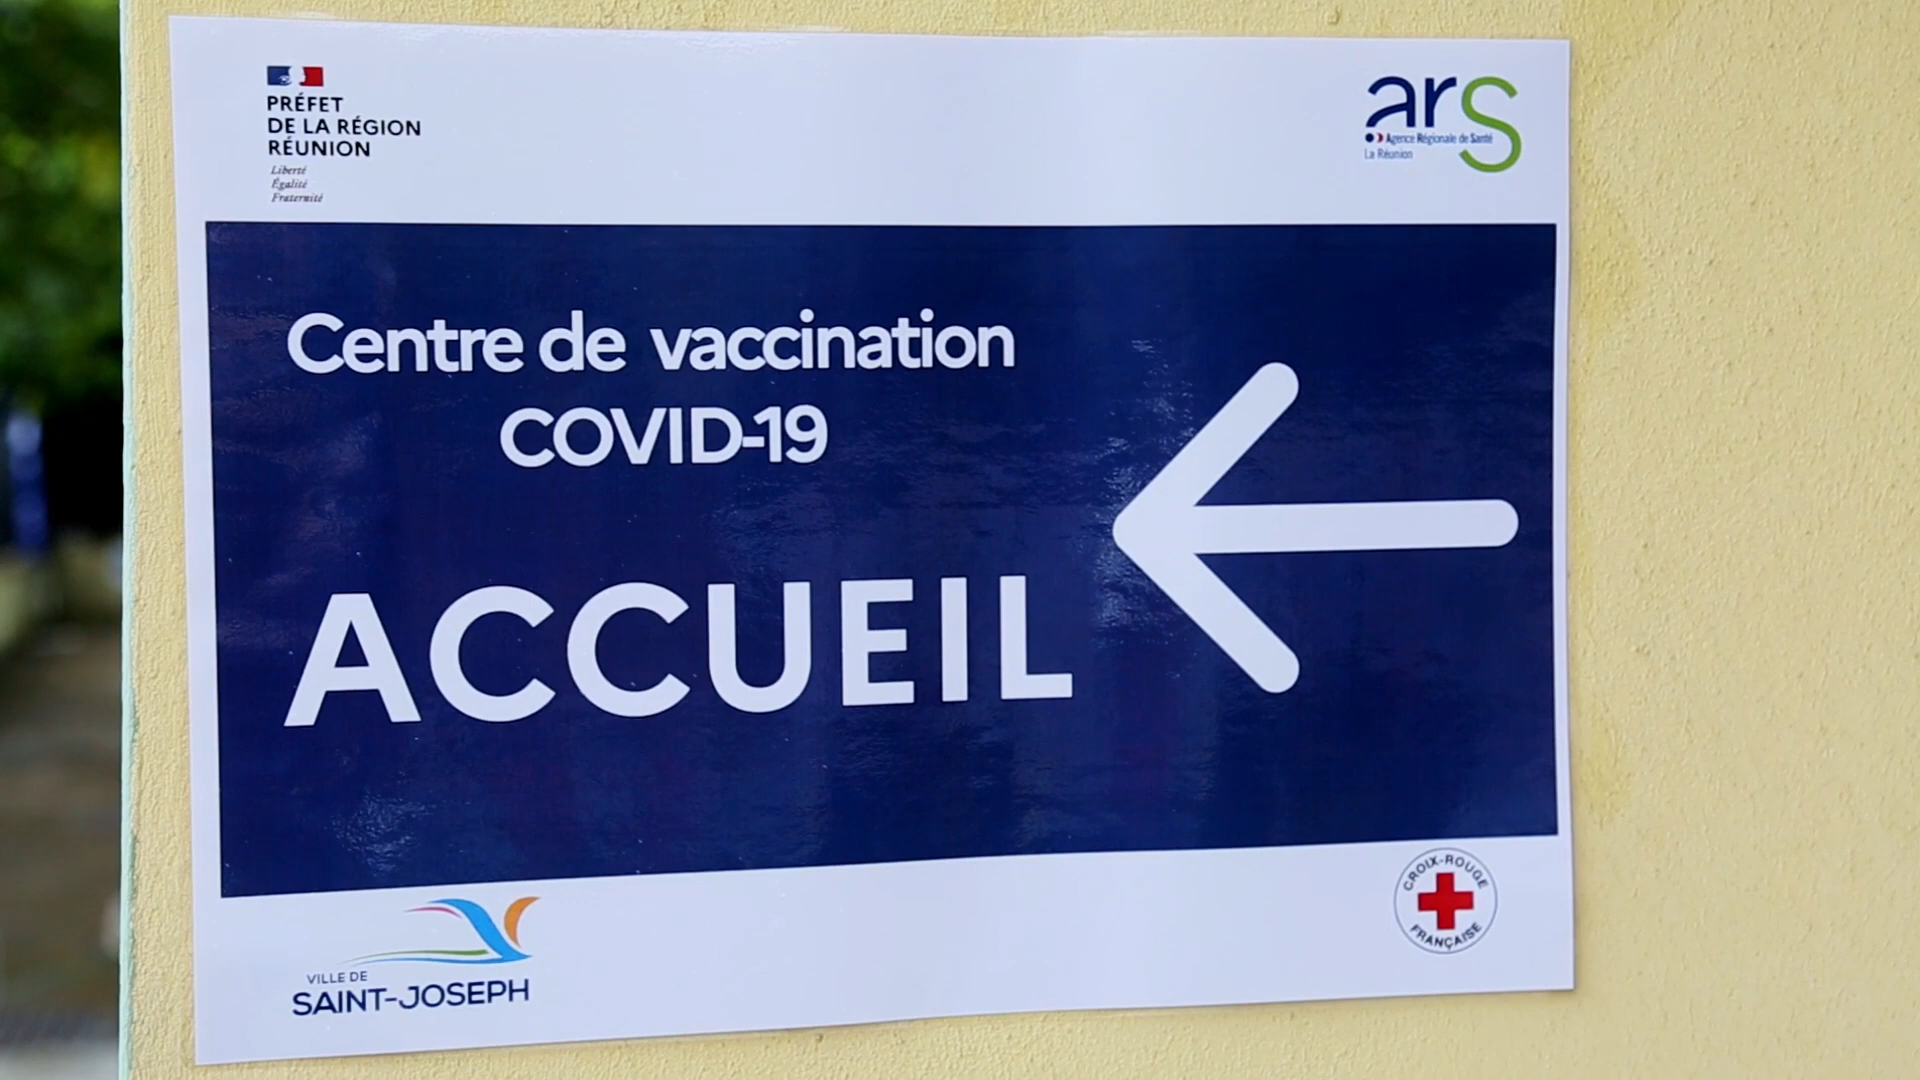 PRÉFET
DE LA RÉGION
RÉUNION
Liberté
Égalité
Fraternité
ars
Agence Régionale de Santé
La Réunion
Centre de vaccination
COVID-19
ACCUEIL
VILLE DE
SAINT-JOSEPH
CROIX-ROUGE
FRANÇAISE